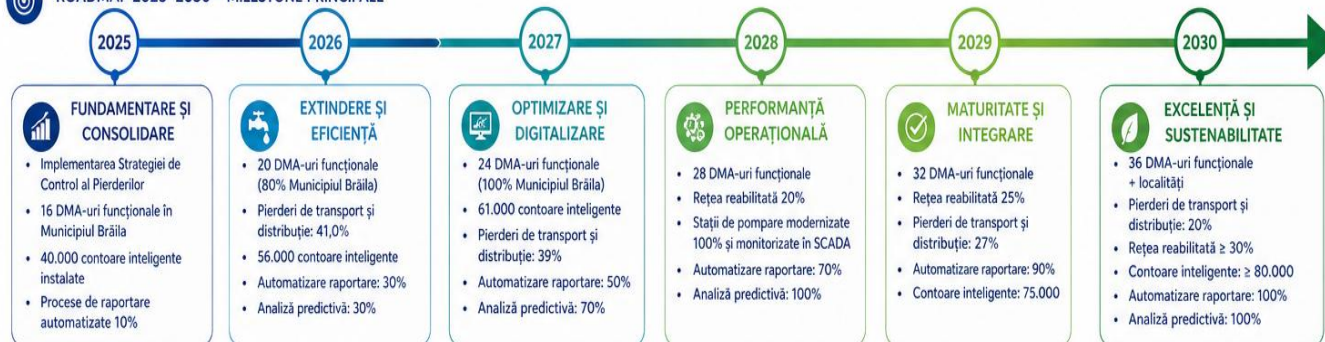 ROADMAP 2025–2030 – MILESTONE PRINCIPALE
2025
FUNDAMENTARE ȘI
CONSOLIDARE
• Implementarea Strategiei de
Control al Pierderilor
• 16 DMA-uri funcționale în
Municipiul Brăila
• 40.000 contoare inteligente
instalate
• Procese de raportare
automatizate 10%
2026
EXTINDERE ȘI
EFICIENȚĂ
• 20 DMA-uri funcționale
(80% Municipiul Brăila)
• Pierderi de transport și
distribuție: 41,0%
• 56.000 contoare inteligente
• Automatizare raportare: 30%
• Analiză predictivă: 30%
2027
OPTIMIZARE ȘI
DIGITALIZARE
• 24 DMA-uri funcționale
(100% Municipiul Brăila)
• 61.000 contoare inteligente
• Pierderi de transport și
distribuție: 39%
• Automatizare raportare: 50%
• Analiză predictivă: 70%
2028
PERFORMANȚĂ
OPERAȚIONALĂ
• 28 DMA-uri funcționale
• Rețea reabilitată 20%
• Stații de pompare modernizate
100% și monitorizate în SCADA
• Automatizare raportare: 70%
• Analiză predictivă: 100%
2029
MATURITATE ȘI
INTEGRARE
• 32 DMA-uri funcționale
• Rețea reabilitată 25%
• Pierderi de transport și
distribuție: 27%
• Automatizare raportare: 90%
• Contoare inteligente: 75.000
2030
EXCELENȚĂ ȘI
SUSTENABILITATE
• 36 DMA-uri funcționale
+ localități
• Pierderi de transport și
distribuție: 20%
• Rețea reabilitată ≥ 30%
• Contoare inteligente: ≥ 80.000
• Automatizare raportare: 100%
• Analiză predictivă: 100%